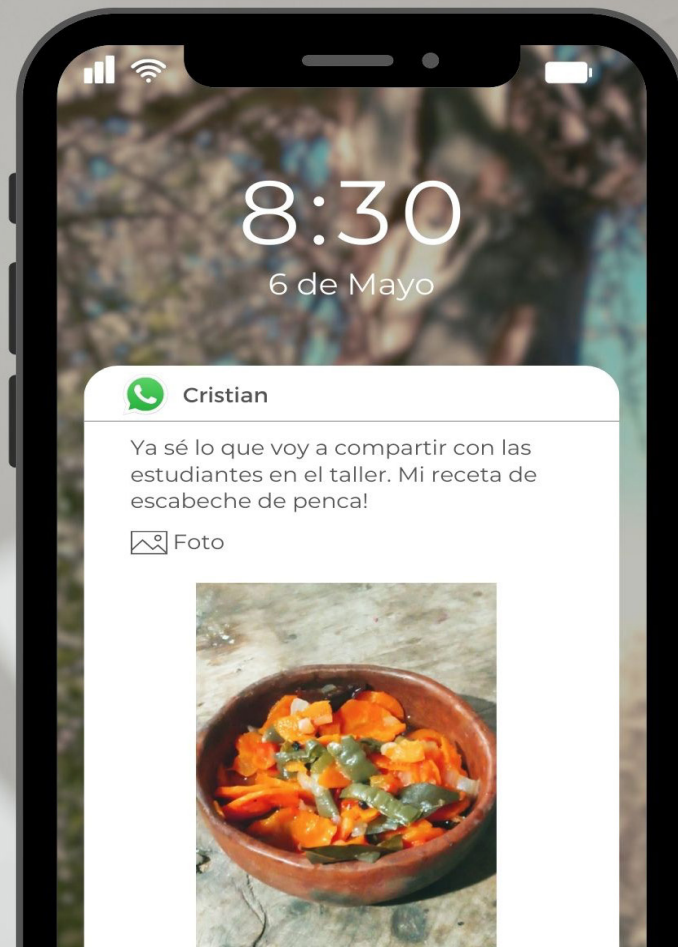 8:30
6 de Mayo
Cristian
Ya sé lo que voy a compartir con las
estudiantes en el taller. Mi receta de
escabeche de penca!
Foto